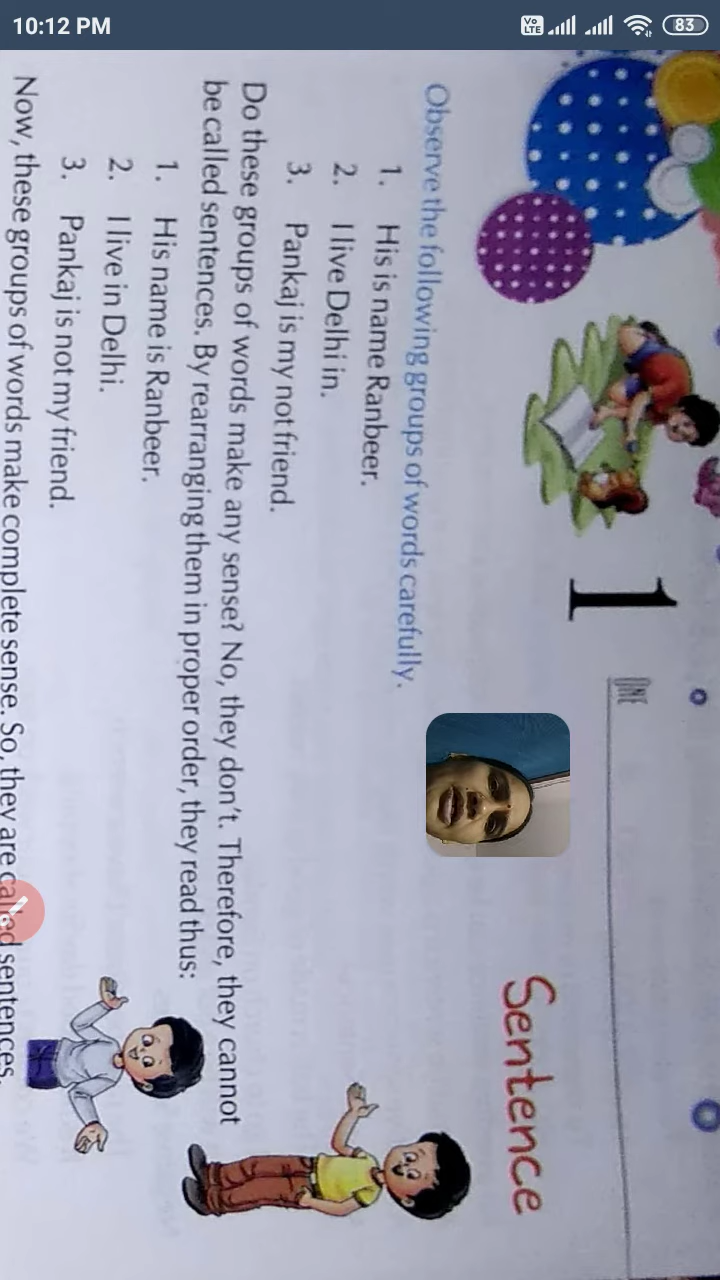 10:12 PM
Vo LTE
83
1
ONE
Sentence
Observe the following groups of words carefully.
1. His is name Ranbeer.
2. I live Delhi in.
3. Pankaj is my not friend.
Do these groups of words make any sense? No, they don't. Therefore, they cannot
be called sentences. By rearranging them in proper order, they read thus:
1. His name is Ranbeer.
2. I live in Delhi.
3. Pankaj is not my friend.
Now, these groups of words make complete sense. So, they are called sentences.